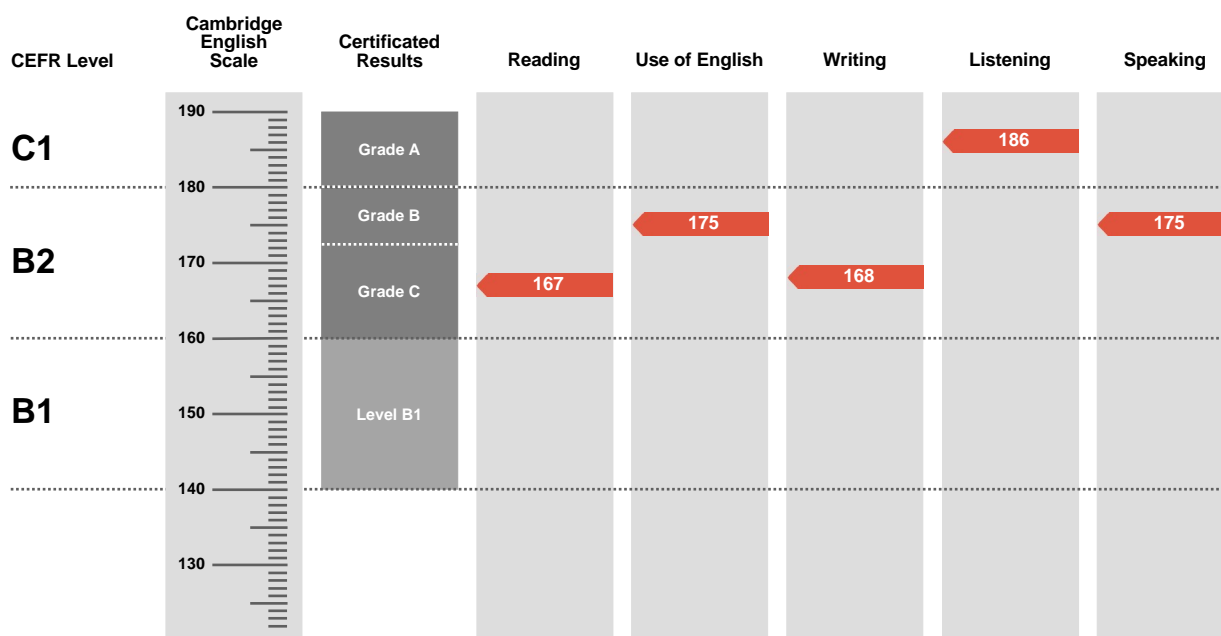 CEFR Level
Cambridge
English
Scale
Certificated
Results
Reading
Use of English
Writing
Listening
Speaking
C1
B2
B1
190
180
170
160
150
140
130
Grade A
Grade B
Grade C
Level B1
167
175
168
186
175